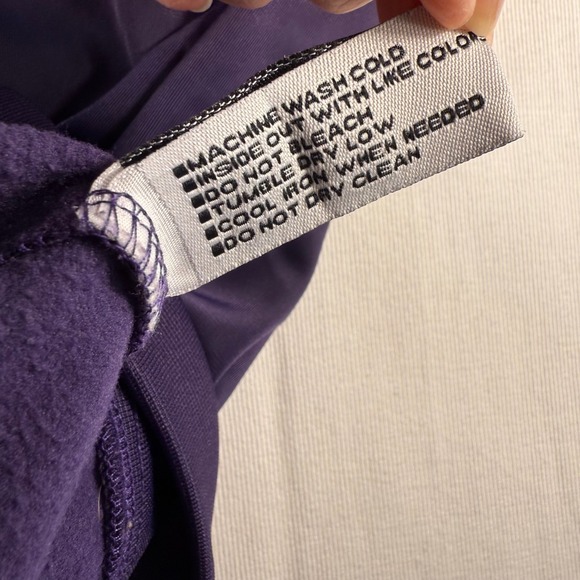 MACHINE WASH COLD
INSIDE OUT WITH LIKE COLORS
DO NOT BLEACH
TUMBLE DRY LOW
COOL IRON WHEN NEEDED
DO NOT DRY CLEAN